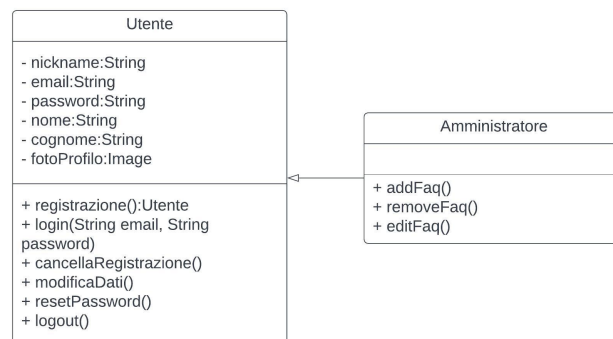 Utente
- nickname:String
- email:String
- password:String
- nome:String
- cognome:String
- fotoProfilo:Image
+ registrazione():Utente
+ login(String email, String
password)
+ cancellaRegistrazione()
+ modificaDati()
+ resetPassword()
+ logout()
Amministratore
+ addFaq()
+ removeFaq()
+ editFaq()